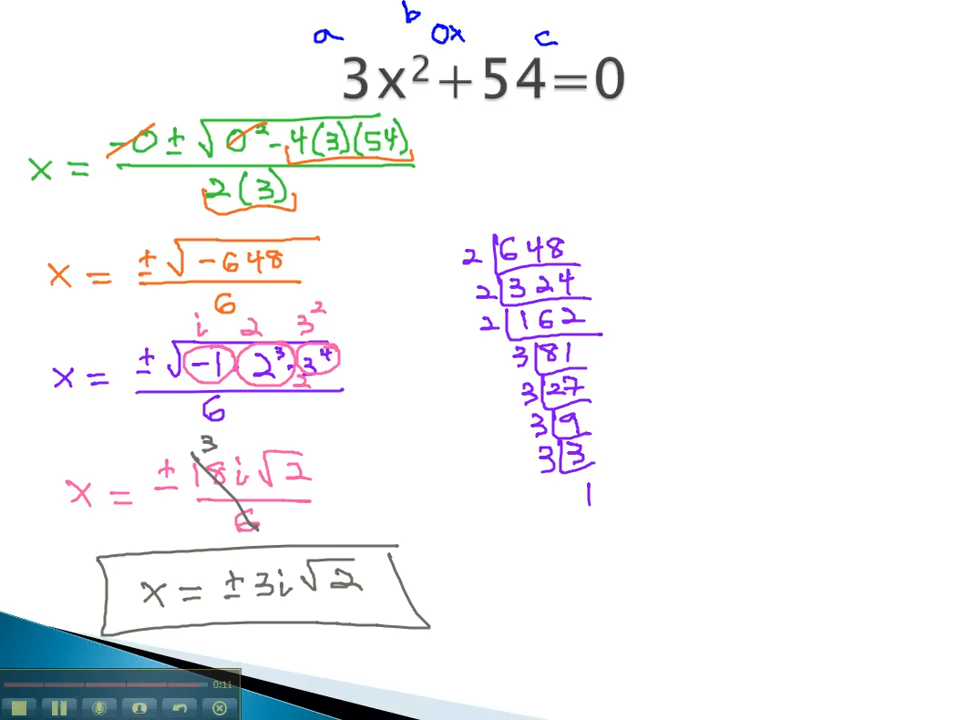 a b 0x c
3x²+54=0
x = -0 ± √0² - 4(3)(54) / 2(3)
x = ± √-648 / 6
i 2 3²
x = ± √-1 2³·3⁴ / 6
2
3
x = ± 18i√2 / 6
x = ± 3i√2
2 648
2 324
2 162
3 81
3 27
3 9
3 3
1
0:11